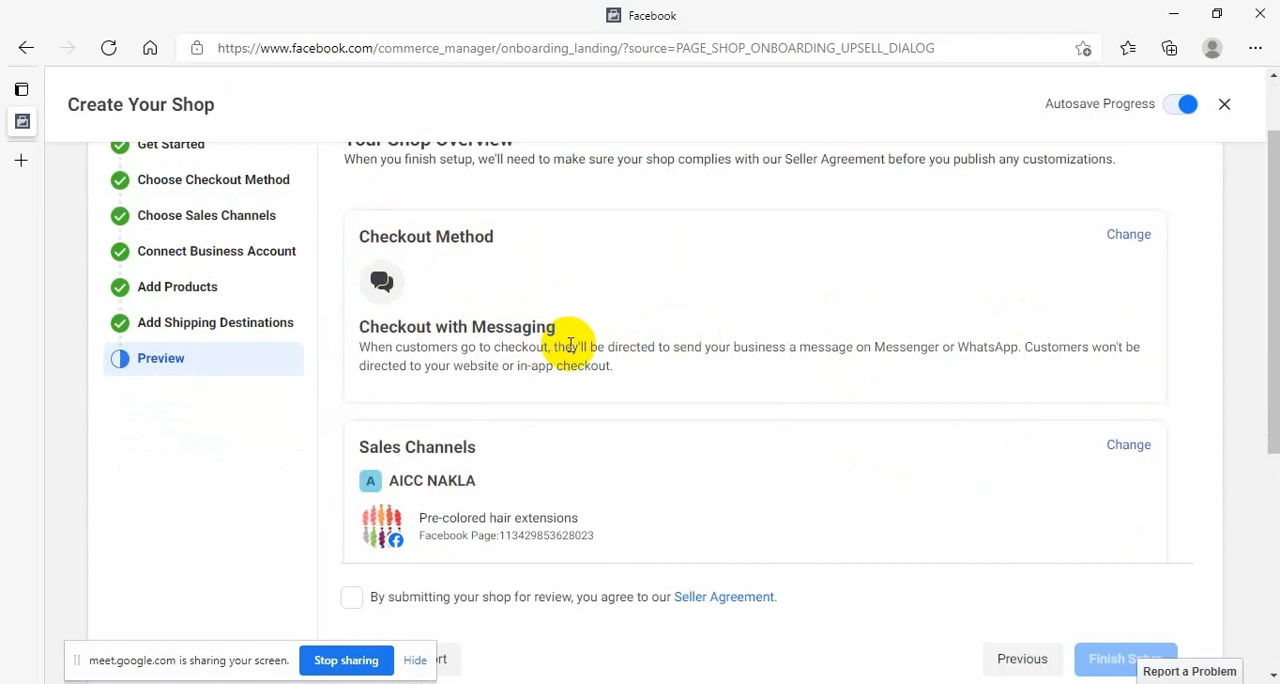 Facebook
https://www.facebook.com/commerce_manager/onboarding_landing/?source=PAGE_SHOP_ONBOARDING_UPSELL_DIALOG
Create Your Shop
Autosave Progress
Get Started
Choose Checkout Method
Choose Sales Channels
Connect Business Account
Add Products
Add Shipping Destinations
Preview
Your Shop Overview
When you finish setup, we'll need to make sure your shop complies with our Seller Agreement before you publish any customizations.
Checkout Method
Change
Checkout with Messaging
When customers go to checkout, they'll be directed to send your business a message on Messenger or WhatsApp. Customers won't be
directed to your website or in-app checkout.
Sales Channels
Change
A AICC NAKLA
Pre-colored hair extensions
Facebook Page:113429853628023
By submitting your shop for review, you agree to our Seller Agreement.
meet.google.com is sharing your screen.
Stop sharing
Hide
Previous
Finish
Report a Problem